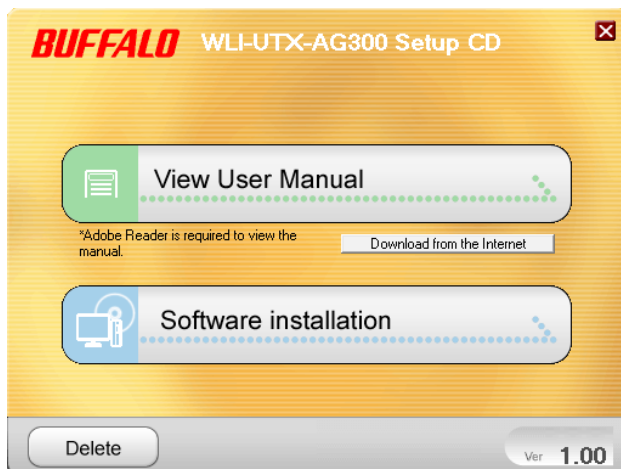 BUFFALO WLI-UTX-AG300 Setup CD
View User Manual
*Adobe Reader is required to view the
manual.
Download from the Internet
Software installation
Delete
Ver 1.00